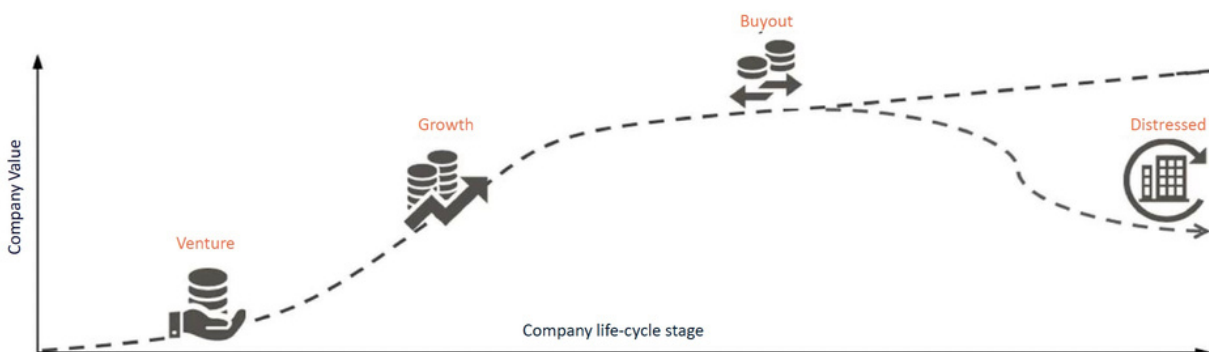 Buyout
Growth
Distressed
Venture
Company Value
Company life-cycle stage